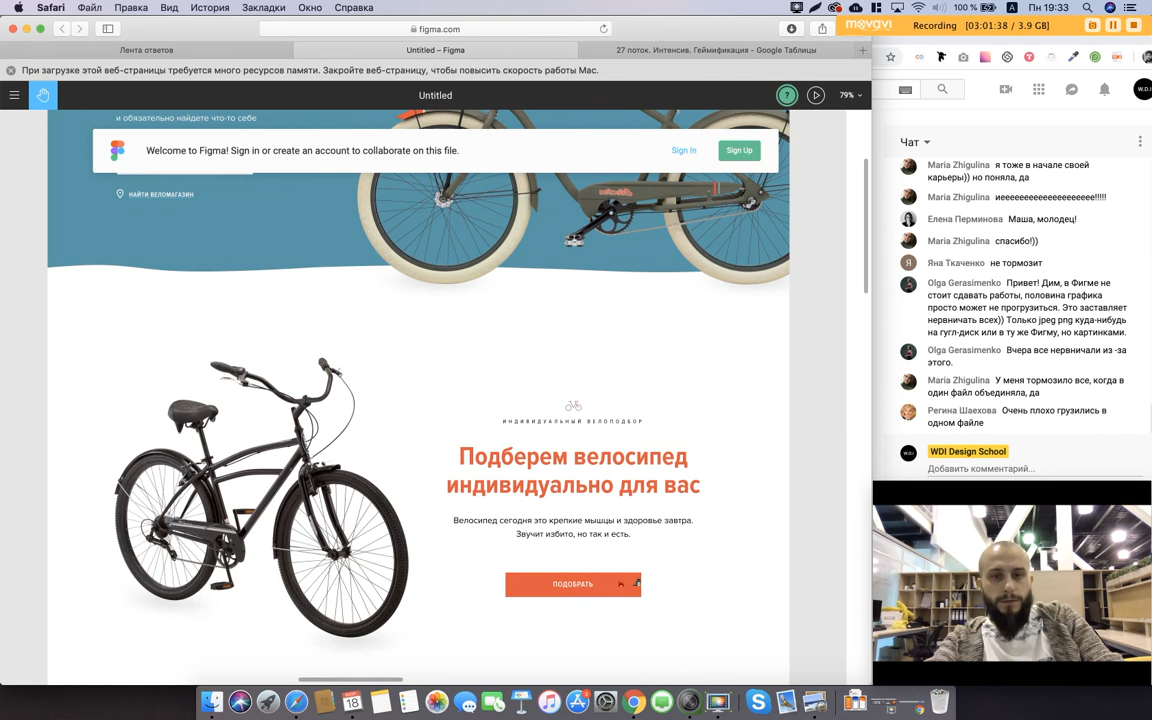 Safari Файл Правка Вид История Закладки Окно Справка
100 % Пн 19:33
figma.com
movavi Recording [03:01:38 / 3.9 GB]
Лента ответов Untitled – Figma 27 поток. Интенсив. Геймификация - Google Таблицы
При загрузке этой веб-страницы требуется много ресурсов памяти. Закройте веб-страницу, чтобы повысить скорость работы Mac.
Untitled ? 79%
и обязательно найдете что-то себе
Welcome to Figma! Sign in or create an account to collaborate on this file. Sign In Sign Up
НАЙТИ ВЕЛОМАГАЗИН
ИНДИВИДУАЛЬНЫЙ ВЕЛОПОДБОР
Подберем велосипед
индивидуально для вас
Велосипед сегодня это крепкие мышцы и здоровье завтра.
Звучит избито, но так и есть.
ПОДОБРАТЬ
W.D.I
Чат
Maria Zhigulina я тоже в начале своей
карьеры)) но поняла, да
Maria Zhigulina иееееееееееееееееееее!!!!!
Елена Перминова Маша, молодец!
Maria Zhigulina спасибо!))
Я Яна Ткаченко не тормозит
Olga Gerasimenko Привет! Дим, в Фигме не
стоит сдавать работы, половина графика
просто может не прогрузиться. Это заставляет
нервничать всех)) Только jpeg png куда-нибудь
на гугл-диск или в ту же Фигму, но картинками.
Olga Gerasimenko Вчера все нервничали из -за
этого.
Maria Zhigulina У меня тормозило все, когда в
один файл объединяла, да
Регина Шаехова Очень плохо грузились в
одном файле
W.D.I WDI Design School
Добавить комментарий...
18